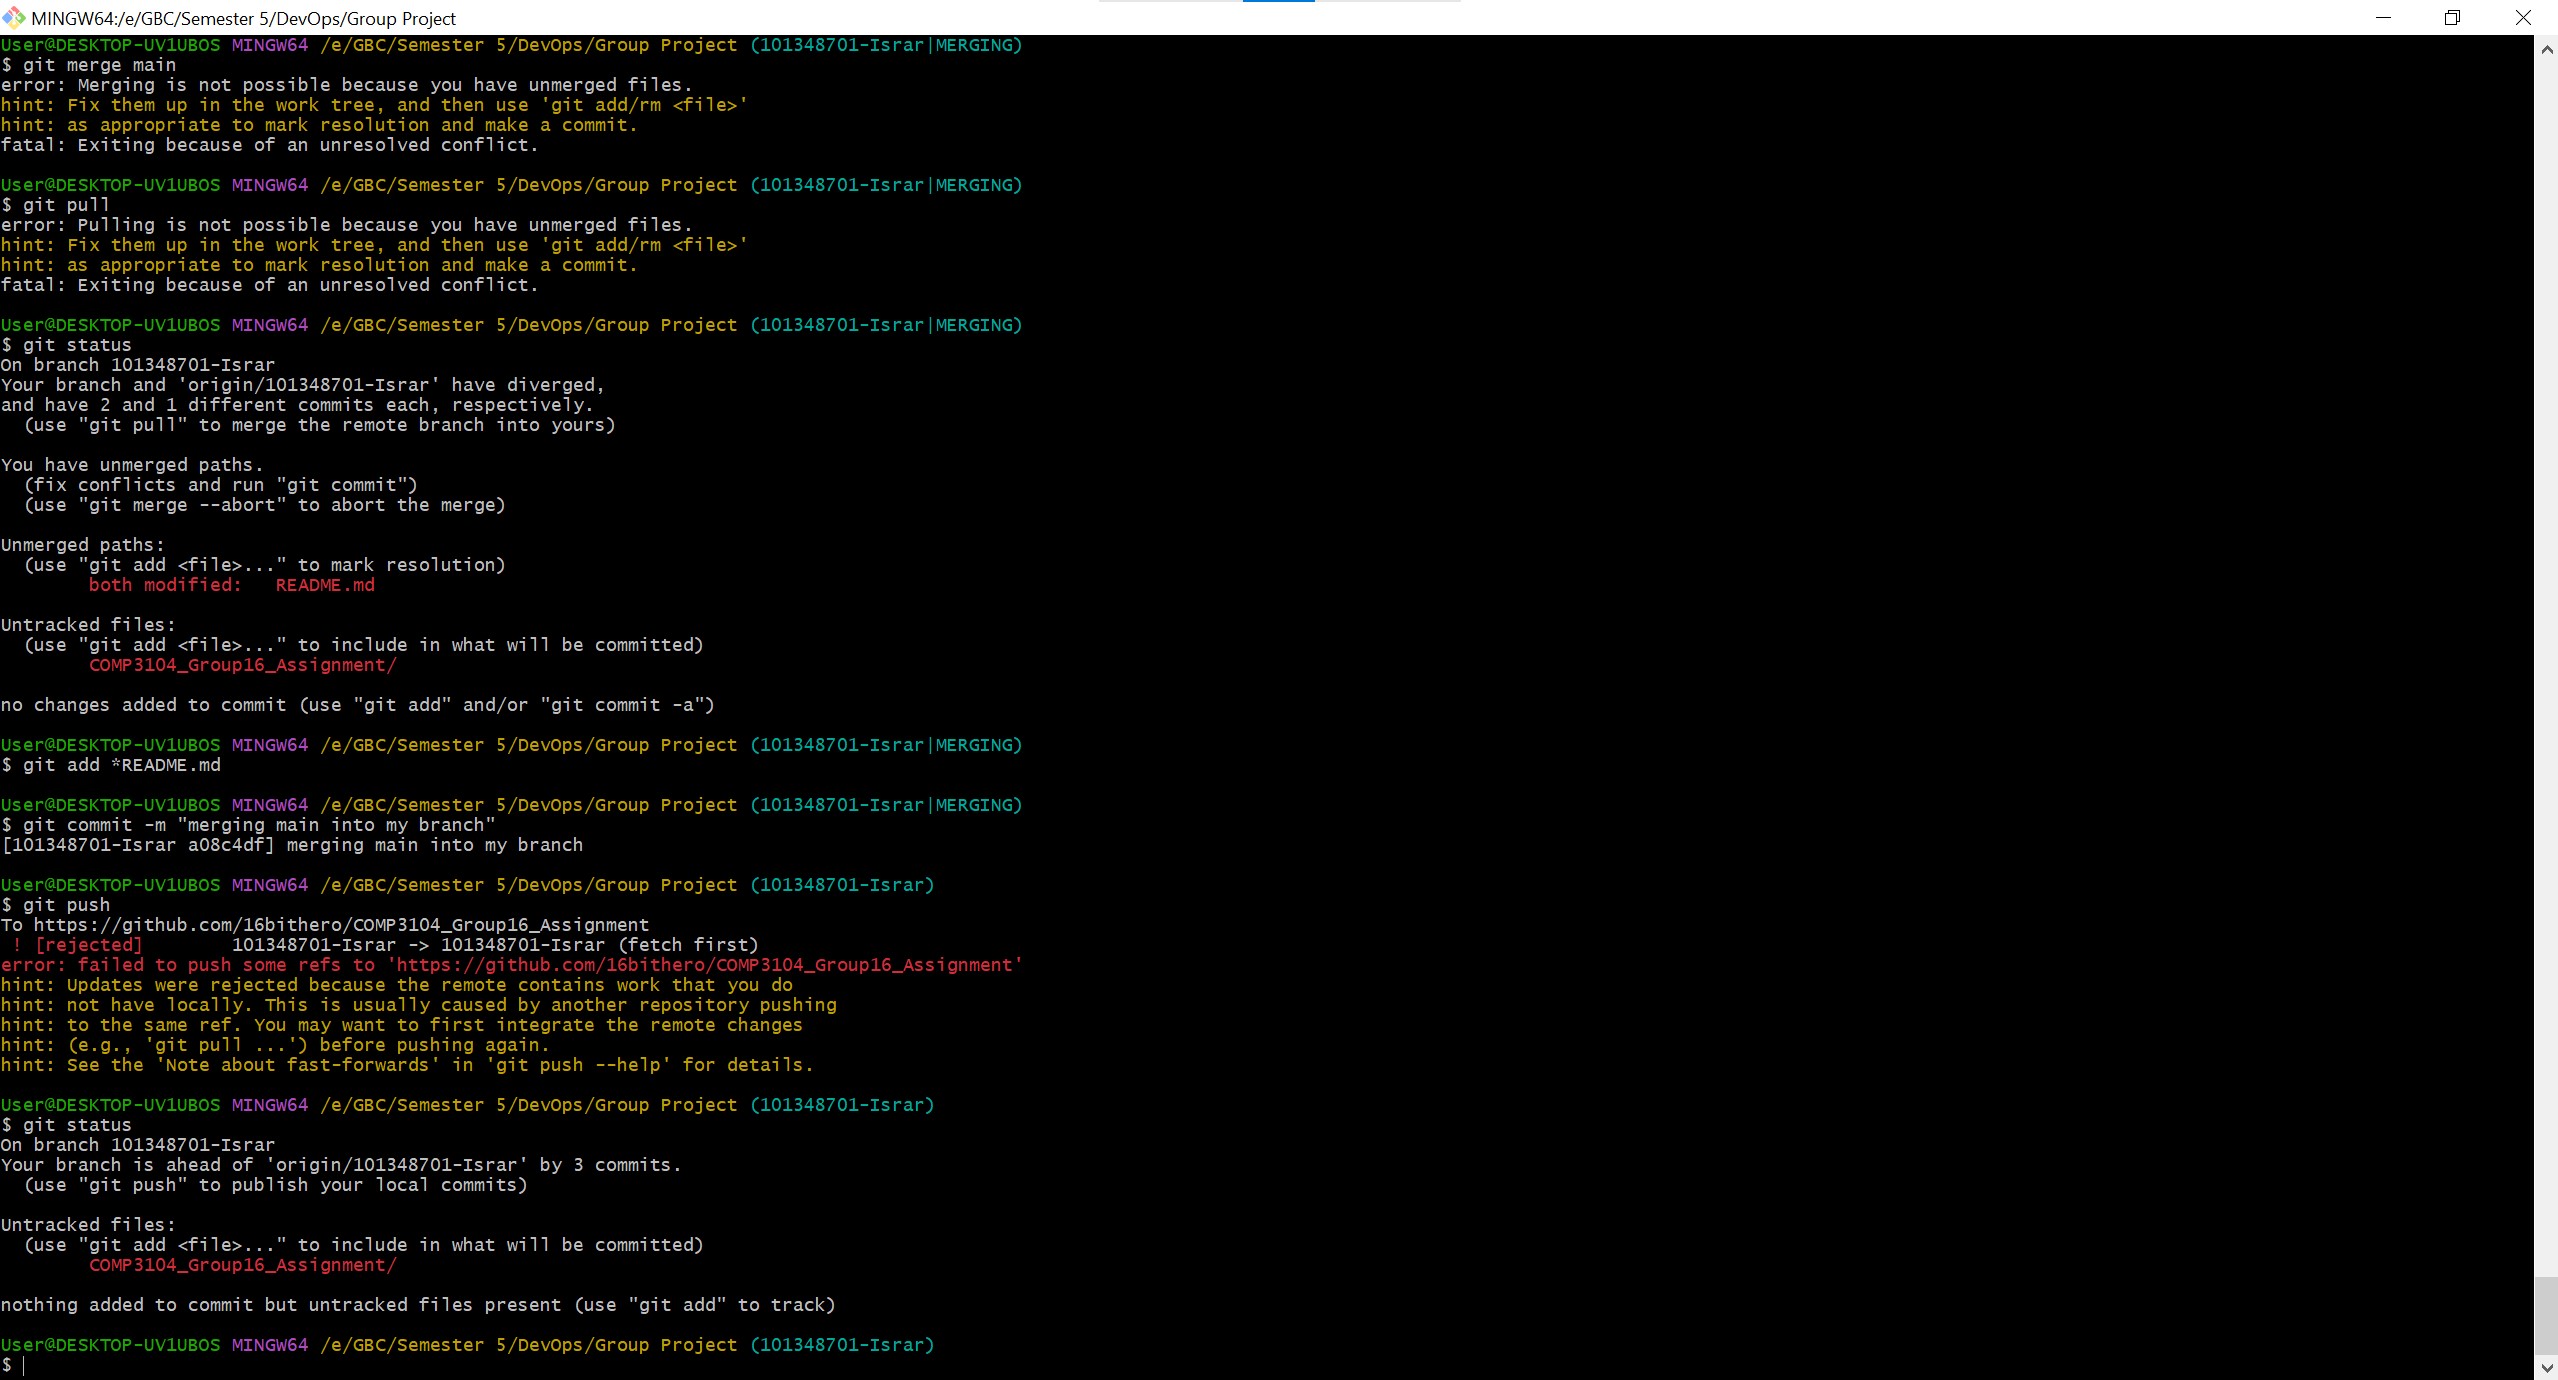 MINGW64:/e/GBC/Semester 5/DevOps/Group Project
User@DESKTOP-UV1UBOS MINGW64 /e/GBC/Semester 5/DevOps/Group Project (101348701-Israr|MERGING)
$ git merge main
error: Merging is not possible because you have unmerged files.
hint: Fix them up in the work tree, and then use 'git add/rm <file>'
hint: as appropriate to mark resolution and make a commit.
fatal: Exiting because of an unresolved conflict.
User@DESKTOP-UV1UBOS MINGW64 /e/GBC/Semester 5/DevOps/Group Project (101348701-Israr|MERGING)
$ git pull
error: Pulling is not possible because you have unmerged files.
hint: Fix them up in the work tree, and then use 'git add/rm <file>'
hint: as appropriate to mark resolution and make a commit.
fatal: Exiting because of an unresolved conflict.
User@DESKTOP-UV1UBOS MINGW64 /e/GBC/Semester 5/DevOps/Group Project (101348701-Israr|MERGING)
$ git status
On branch 101348701-Israr
Your branch and 'origin/101348701-Israr' have diverged,
and have 2 and 1 different commits each, respectively.
  (use "git pull" to merge the remote branch into yours)
You have unmerged paths.
  (fix conflicts and run "git commit")
  (use "git merge --abort" to abort the merge)
Unmerged paths:
  (use "git add <file>..." to mark resolution)
        both modified:   README.md
Untracked files:
  (use "git add <file>..." to include in what will be committed)
        COMP3104_Group16_Assignment/
no changes added to commit (use "git add" and/or "git commit -a")
User@DESKTOP-UV1UBOS MINGW64 /e/GBC/Semester 5/DevOps/Group Project (101348701-Israr|MERGING)
$ git add *README.md
User@DESKTOP-UV1UBOS MINGW64 /e/GBC/Semester 5/DevOps/Group Project (101348701-Israr|MERGING)
$ git commit -m "merging main into my branch"
[101348701-Israr a08c4df] merging main into my branch
User@DESKTOP-UV1UBOS MINGW64 /e/GBC/Semester 5/DevOps/Group Project (101348701-Israr)
$ git push
To https://github.com/16bithero/COMP3104_Group16_Assignment
 ! [rejected]        101348701-Israr -> 101348701-Israr (fetch first)
error: failed to push some refs to 'https://github.com/16bithero/COMP3104_Group16_Assignment'
hint: Updates were rejected because the remote contains work that you do
hint: not have locally. This is usually caused by another repository pushing
hint: to the same ref. You may want to first integrate the remote changes
hint: (e.g., 'git pull ...') before pushing again.
hint: See the 'Note about fast-forwards' in 'git push --help' for details.
User@DESKTOP-UV1UBOS MINGW64 /e/GBC/Semester 5/DevOps/Group Project (101348701-Israr)
$ git status
On branch 101348701-Israr
Your branch is ahead of 'origin/101348701-Israr' by 3 commits.
  (use "git push" to publish your local commits)
Untracked files:
  (use "git add <file>..." to include in what will be committed)
        COMP3104_Group16_Assignment/
nothing added to commit but untracked files present (use "git add" to track)
User@DESKTOP-UV1UBOS MINGW64 /e/GBC/Semester 5/DevOps/Group Project (101348701-Israr)
$